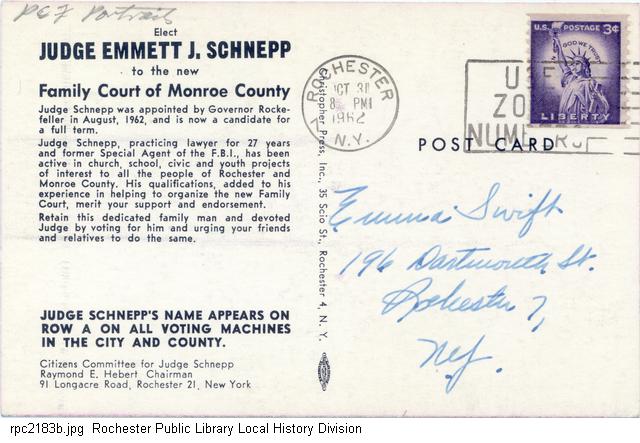 PC7 Portraits
Elect
JUDGE EMMETT J. SCHNEPP
to the new
Family Court of Monroe County
Judge Schnepp was appointed by Governor Rocke-
feller in August, 1962, and is now a candidate for
a full term.
Judge Schnepp, practicing lawyer for 27 years
and former Special Agent of the F.B.I., has been
active in church, school, civic and youth projects
of interest to all the people of Rochester and
Monroe County. His qualifications, added to his
experience in helping to organize the new Family
Court, merit your support and endorsement.
Retain this dedicated family man and devoted
Judge by voting for him and urging your friends
and relatives to do the same.
JUDGE SCHNEPP'S NAME APPEARS ON
ROW A ON ALL VOTING MACHINES
IN THE CITY AND COUNTY.
Citizens Committee for Judge Schnepp
Raymond E. Hebert Chairman
91 Longacre Road, Rochester 21, New York
Christopher Press, Inc., 35 Scio St., Rochester 4, N. Y.
ROCHESTER
OCT 31
8 PM
1962
N.Y.
USE
ZO
NUMBERS
U.S. POSTAGE 3¢
IN GOD WE TRUST
LIBERTY
POST CARD
Emma Swift
196 Dartmouth St.
Rochester 7,
N.Y.
rpc2183b.jpg Rochester Public Library Local History Division